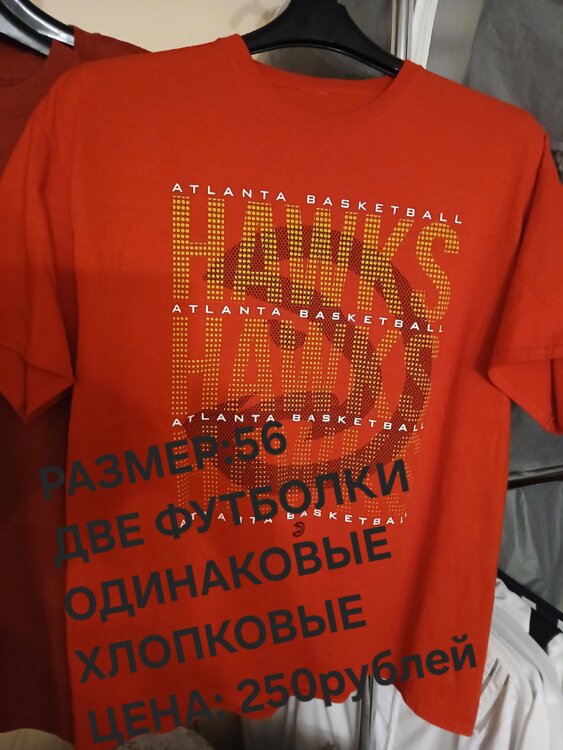 ATLANTA BASKETBALL
HAWKS
ATLANTA BASKETBALL
HAWKS
ATLANTA BASKETBALL
РАЗМЕР:56
ДВЕ ФУТБОЛКИ
ATLANTA BASKETBALL
ОДИНАКОВЫЕ
ХЛОПКОВЫЕ
ЦЕНА: 250рублей